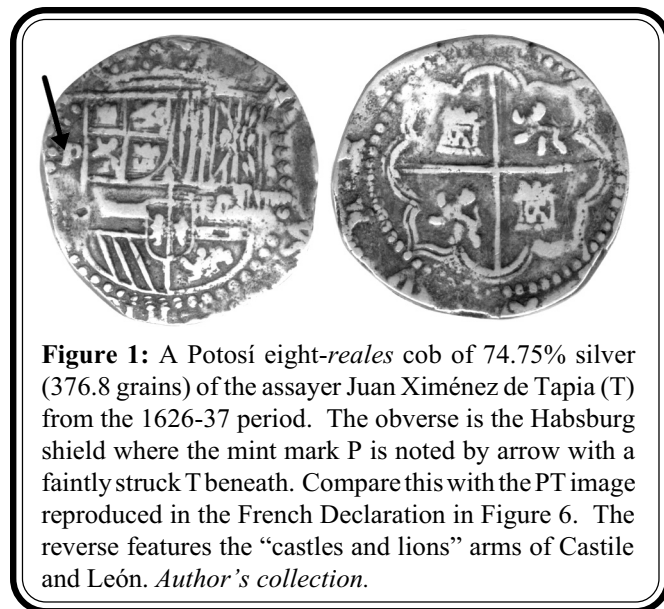 P
Figure 1: A Potosí eight-reales cob of 74.75% silver
(376.8 grains) of the assayer Juan Ximénez de Tapia (T)
from the 1626-37 period. The obverse is the Habsburg
shield where the mint mark P is noted by arrow with a
faintly struck T beneath. Compare this with the PT image
reproduced in the French Declaration in Figure 6. The
reverse features the “castles and lions” arms of Castile
and León. Author’s collection.